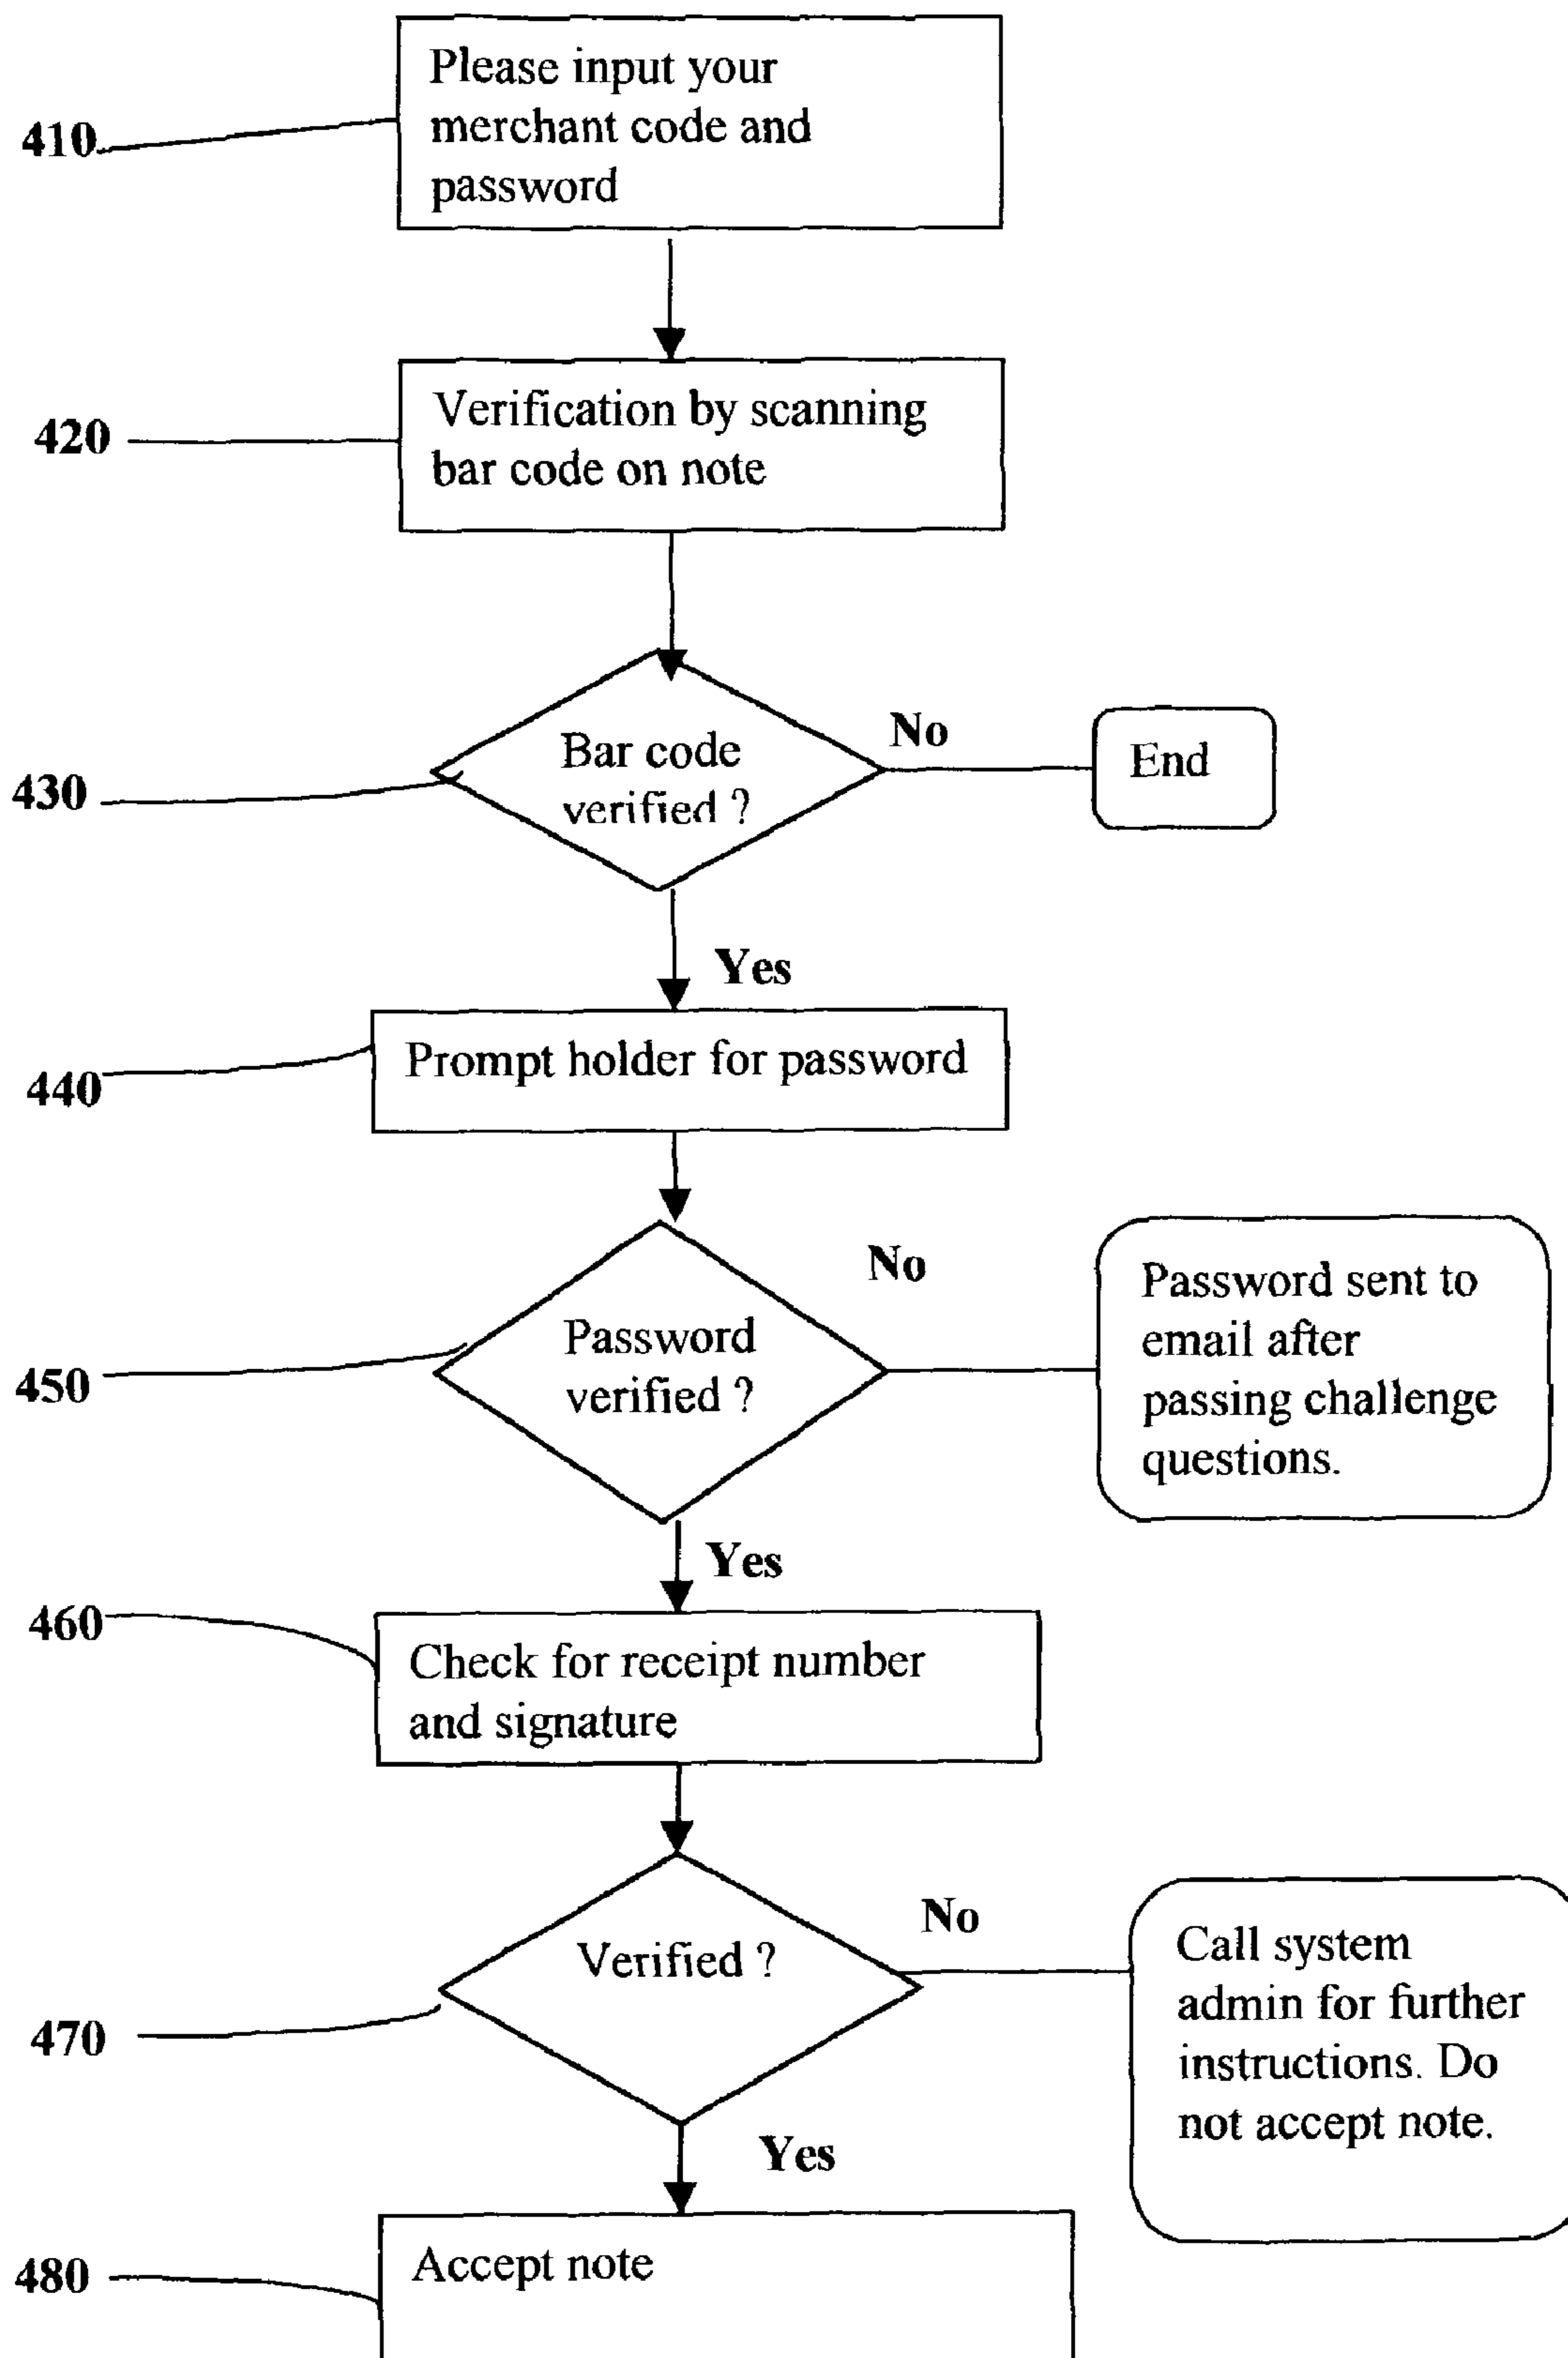 410
Please input your
merchant code and
password
420
Verification by scanning
bar code on note
430
Bar code
verified ?
No
End
Yes
440
Prompt holder for password
450
Password
verified ?
No
Password sent to
email after
passing challenge
questions.
Yes
460
Check for receipt number
and signature
470
Verified ?
No
Call system
admin for further
instructions. Do
not accept note.
Yes
480
Accept note